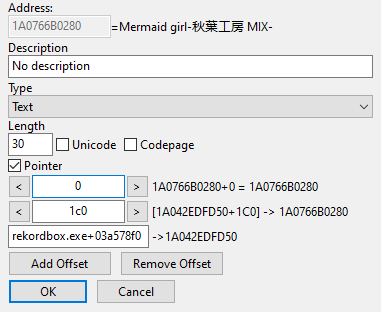 Address:
1A0766B0280 =Mermaid girl-秋葉工房 MIX-
Description
No description
Type
Text
Length
30 Unicode Codepage
Pointer
< 0 > 1A0766B0280+0 = 1A0766B0280
< 1c0 > [1A042EDFD50+1C0] -> 1A0766B0280
rekordbox.exe+03a578f0 ->1A042EDFD50
Add Offset Remove Offset
OK Cancel